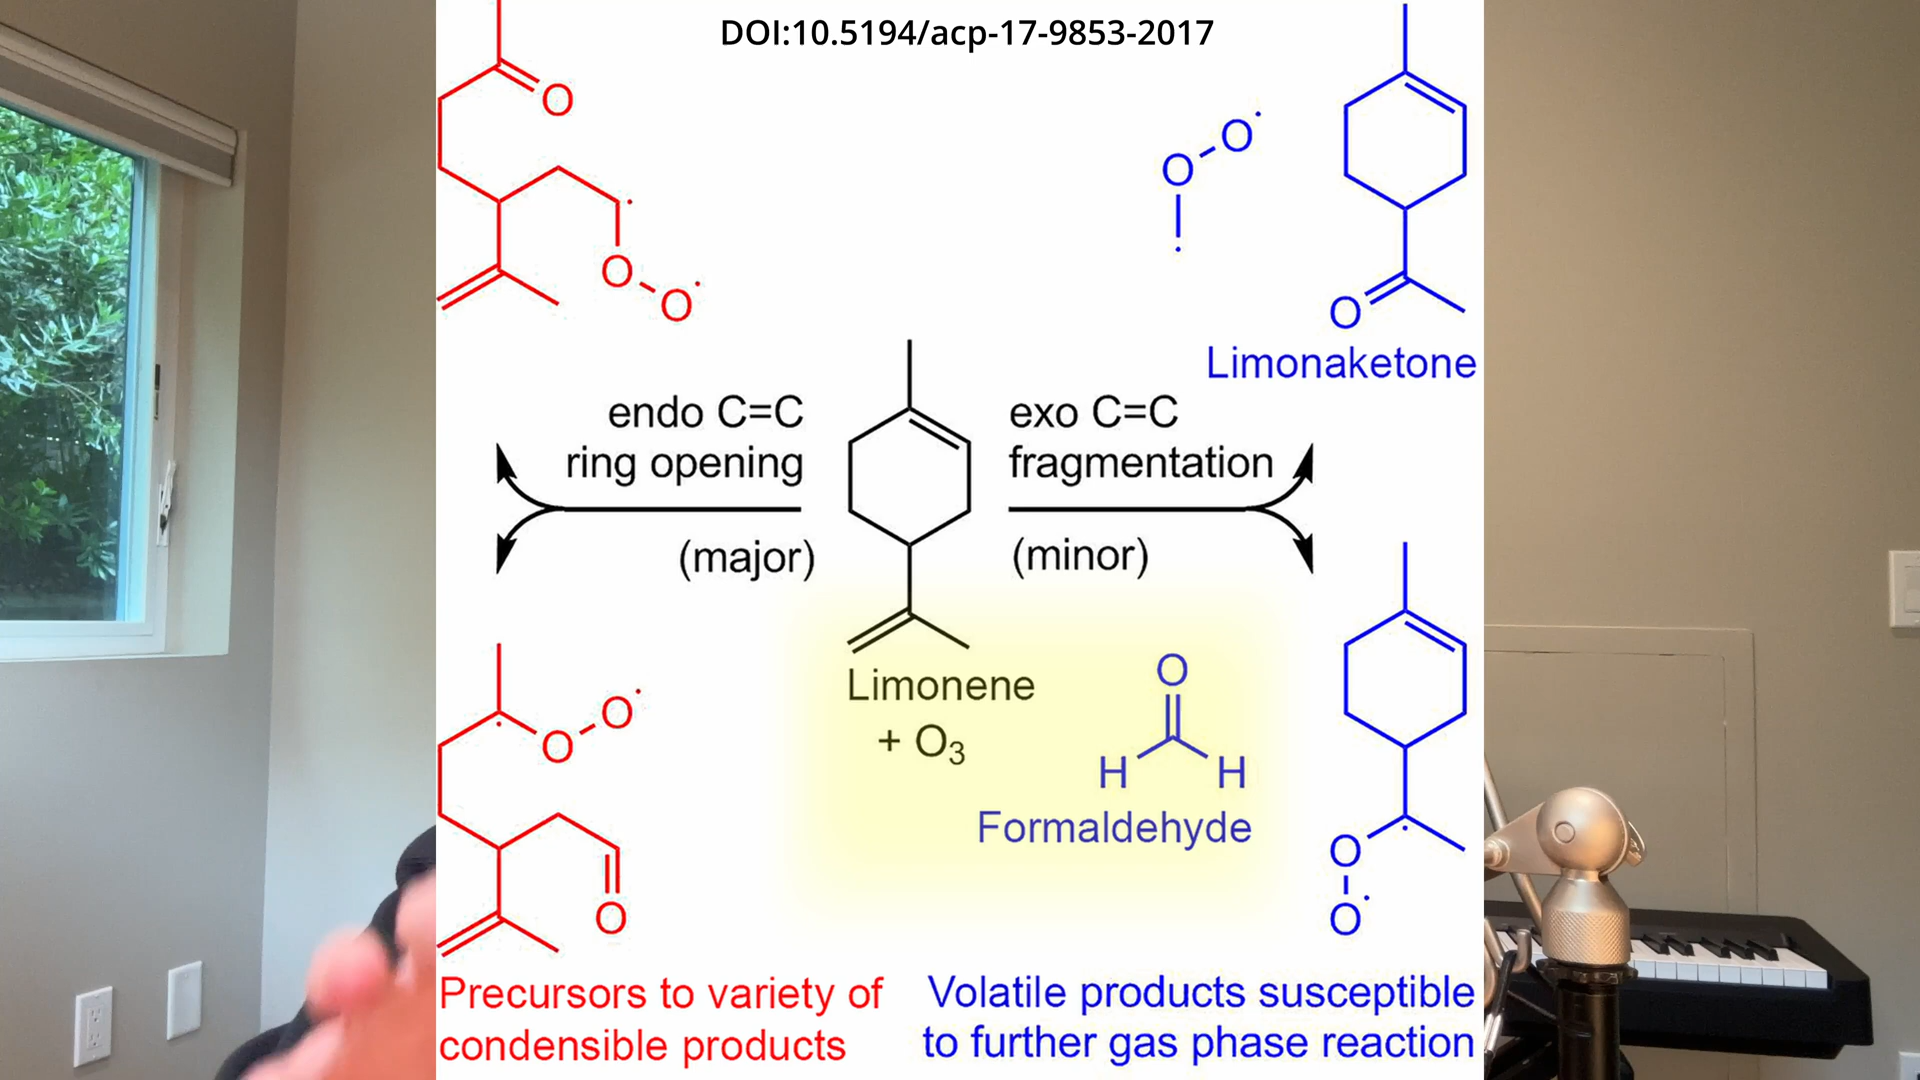 DOI:10.5194/acp-17-9853-2017
O
O
O
O
O
O
Limonaketone
endo C=C
ring opening
(major)
exo C=C
fragmentation
(minor)
Limonene
+ O₃
O
H H
Formaldehyde
O
O
O
O
O
Precursors to variety of
condensible products
Volatile products susceptible
to further gas phase reaction